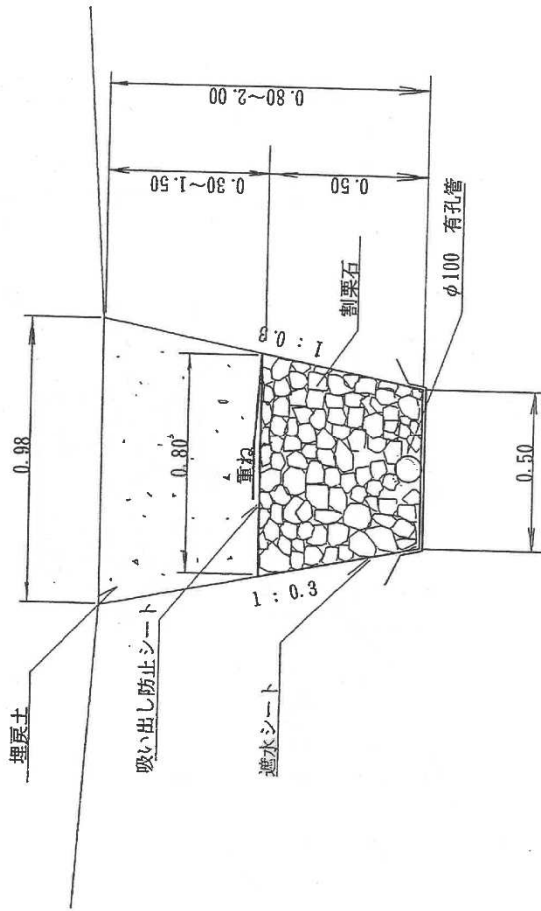 0.98
0.80
0.50
0.30~1.50
0.50
0.80~2.00
埋戻土
吸い出し防止シート
遮水シート
重ね
1 : 0.3
1 : 0.3
割栗石
φ100 有孔管